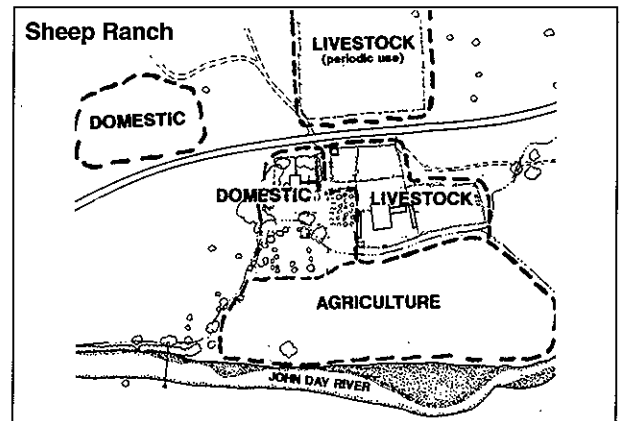 Sheep Ranch
LIVESTOCK
(periodic use)
DOMESTIC
DOMESTIC
LIVESTOCK
AGRICULTURE
JOHN DAY RIVER